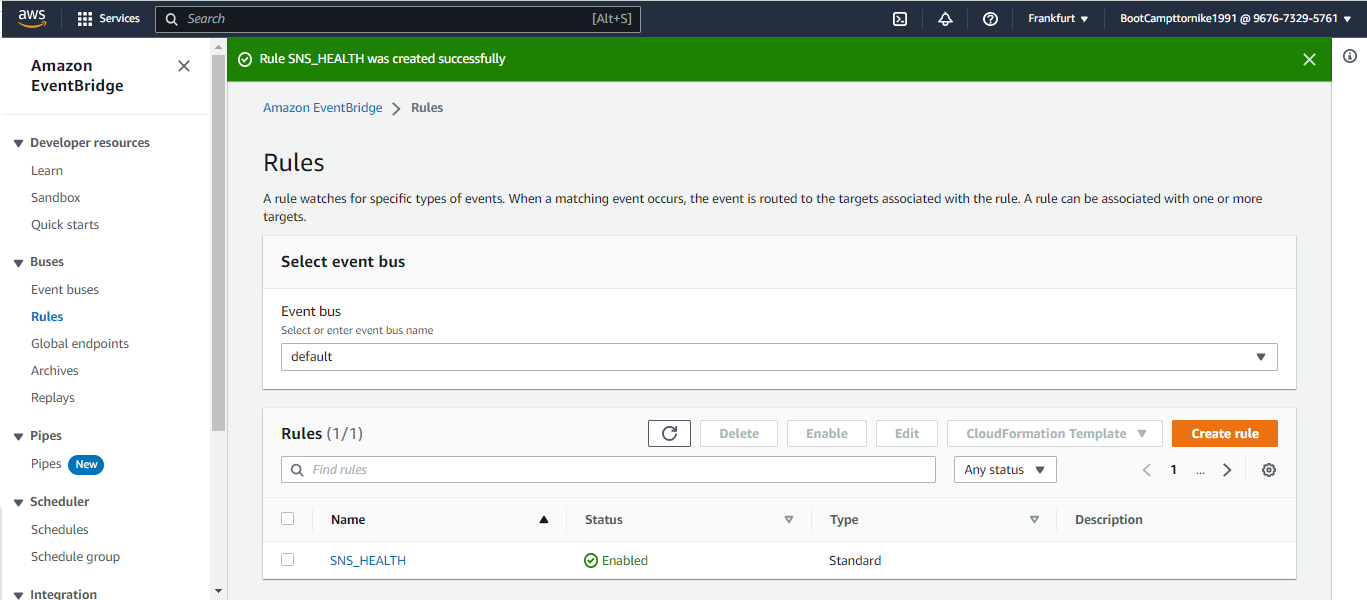 aws
Services
Search
[Alt+S]
Frankfurt
BootCampttornike1991 @ 9676-7329-5761
Amazon
EventBridge
Developer resources
Learn
Sandbox
Quick starts
Buses
Event buses
Rules
Global endpoints
Archives
Replays
Pipes
Pipes New
Scheduler
Schedules
Schedule group
Integration
Rule SNS_HEALTH was created successfully
Amazon EventBridge > Rules
Rules
A rule watches for specific types of events. When a matching event occurs, the event is routed to the targets associated with the rule. A rule can be associated with one or more
targets.
Select event bus
Event bus
Select or enter event bus name
default
Rules (1/1)
Delete
Enable
Edit
CloudFormation Template
Create rule
Find rules
Any status
1
...
Name
Status
Type
Description
SNS_HEALTH
Enabled
Standard